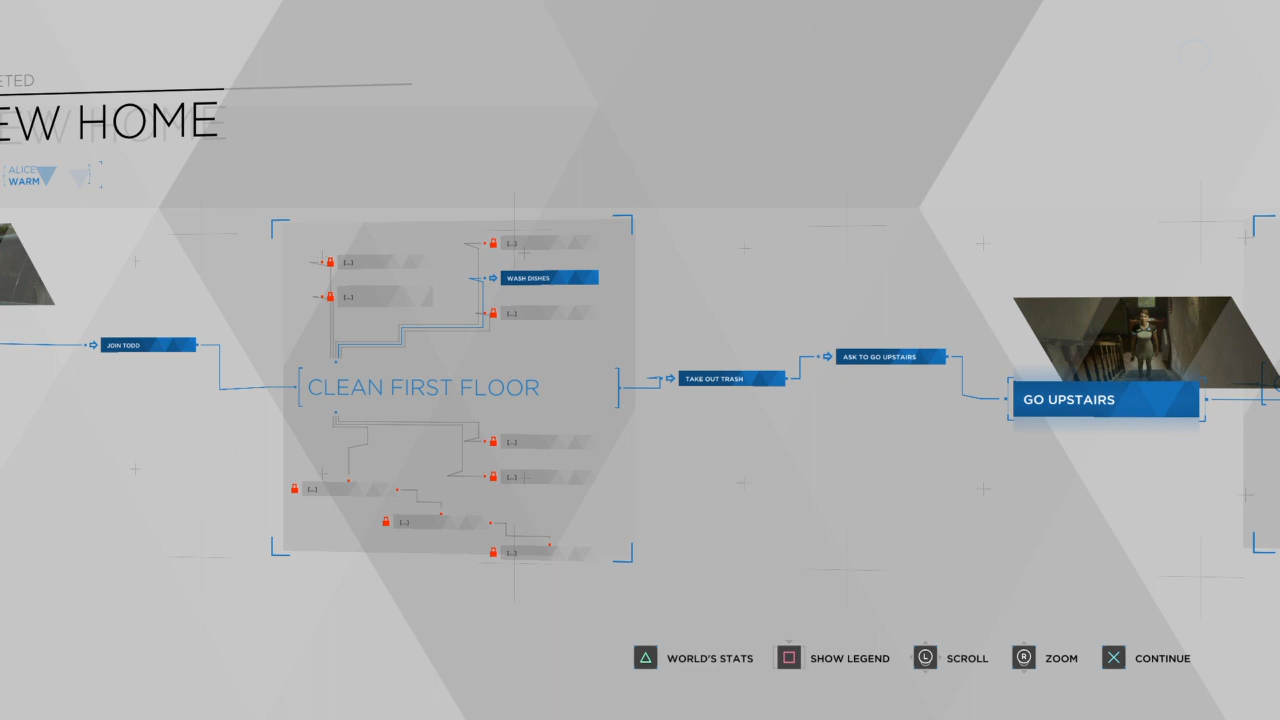 ETED
EW HOME
ALICE
WARM
[...]
WASH DISHES
[...]
[...]
[...]
JOIN TODD
CLEAN FIRST FLOOR
TAKE OUT TRASH
ASK TO GO UPSTAIRS
GO UPSTAIRS
[...]
[...]
[...]
[...]
[...]
WORLD'S STATS
SHOW LEGEND
L
SCROLL
R
ZOOM
CONTINUE